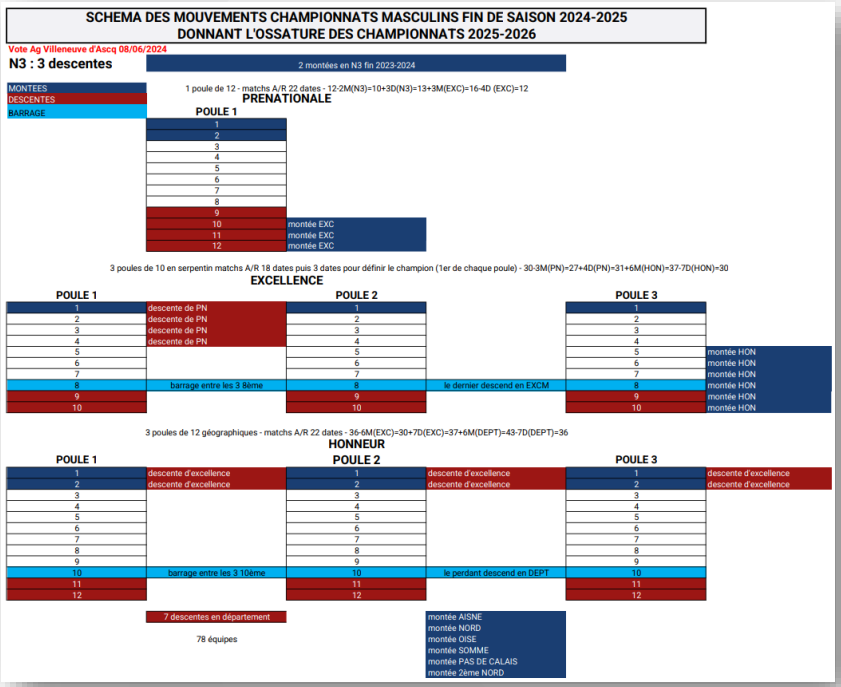 SCHEMA DES MOUVEMENTS CHAMPIONNATS MASCULINS FIN DE SAISON 2024-2025
DONNANT L'OSSATURE DES CHAMPIONNATS 2025-2026
Vote Ag Villeneuve d'Ascq 08/06/2024
N3 : 3 descentes
2 montées en N3 fin 2023-2024
MONTEES
1 poule de 12 - matchs A/R 22 dates - 12-2M(N3)=10+3D(N3)=13+3M(EXC)=16-4D (EXC)=12
DESCENTES
PRENATIONALE
BARRAGE
POULE 1
1
2
3
4
5
6
7
8
9
10 montée EXC
11 montée EXC
12 montée EXC
3 poules de 10 en serpentin matchs A/R 18 dates puis 3 dates pour définir le champion (1er de chaque poule) - 30-3M(PN)=27+4D(PN)=31+6M(HON)=37-7D(HON)=30
EXCELLENCE
POULE 1 POULE 2 POULE 3
1 descente de PN 1 1
2 descente de PN 2 2
3 descente de PN 3 3
4 descente de PN 4 4
5 5 5 montée HON
6 6 6 montée HON
7 7 7 montée HON
8 barrage entre les 3 8ème 8 le dernier descend en EXCM 8 montée HON
9 9 9 montée HON
10 10 10 montée HON
3 poules de 12 géographiques - matchs A/R 22 dates - 36-6M(EXC)=30+7D(EXC)=37+6M(DEPT)=43-7D(DEPT)=36
HONNEUR
POULE 1 POULE 2 POULE 3
1 descente d'excellence 1 descente d'excellence 1 descente d'excellence
2 descente d'excellence 2 descente d'excellence 2 descente d'excellence
3 3 3
4 4 4
5 5 5
6 6 6
7 7 7
8 8 8
9 9 9
10 barrage entre les 3 10ème 10 le perdant descend en DEPT 10
11 11 11
12 12 12
7 descentes en département montée AISNE
montée NORD
78 équipes montée OISE
montée SOMME
montée PAS DE CALAIS
montée 2ème NORD